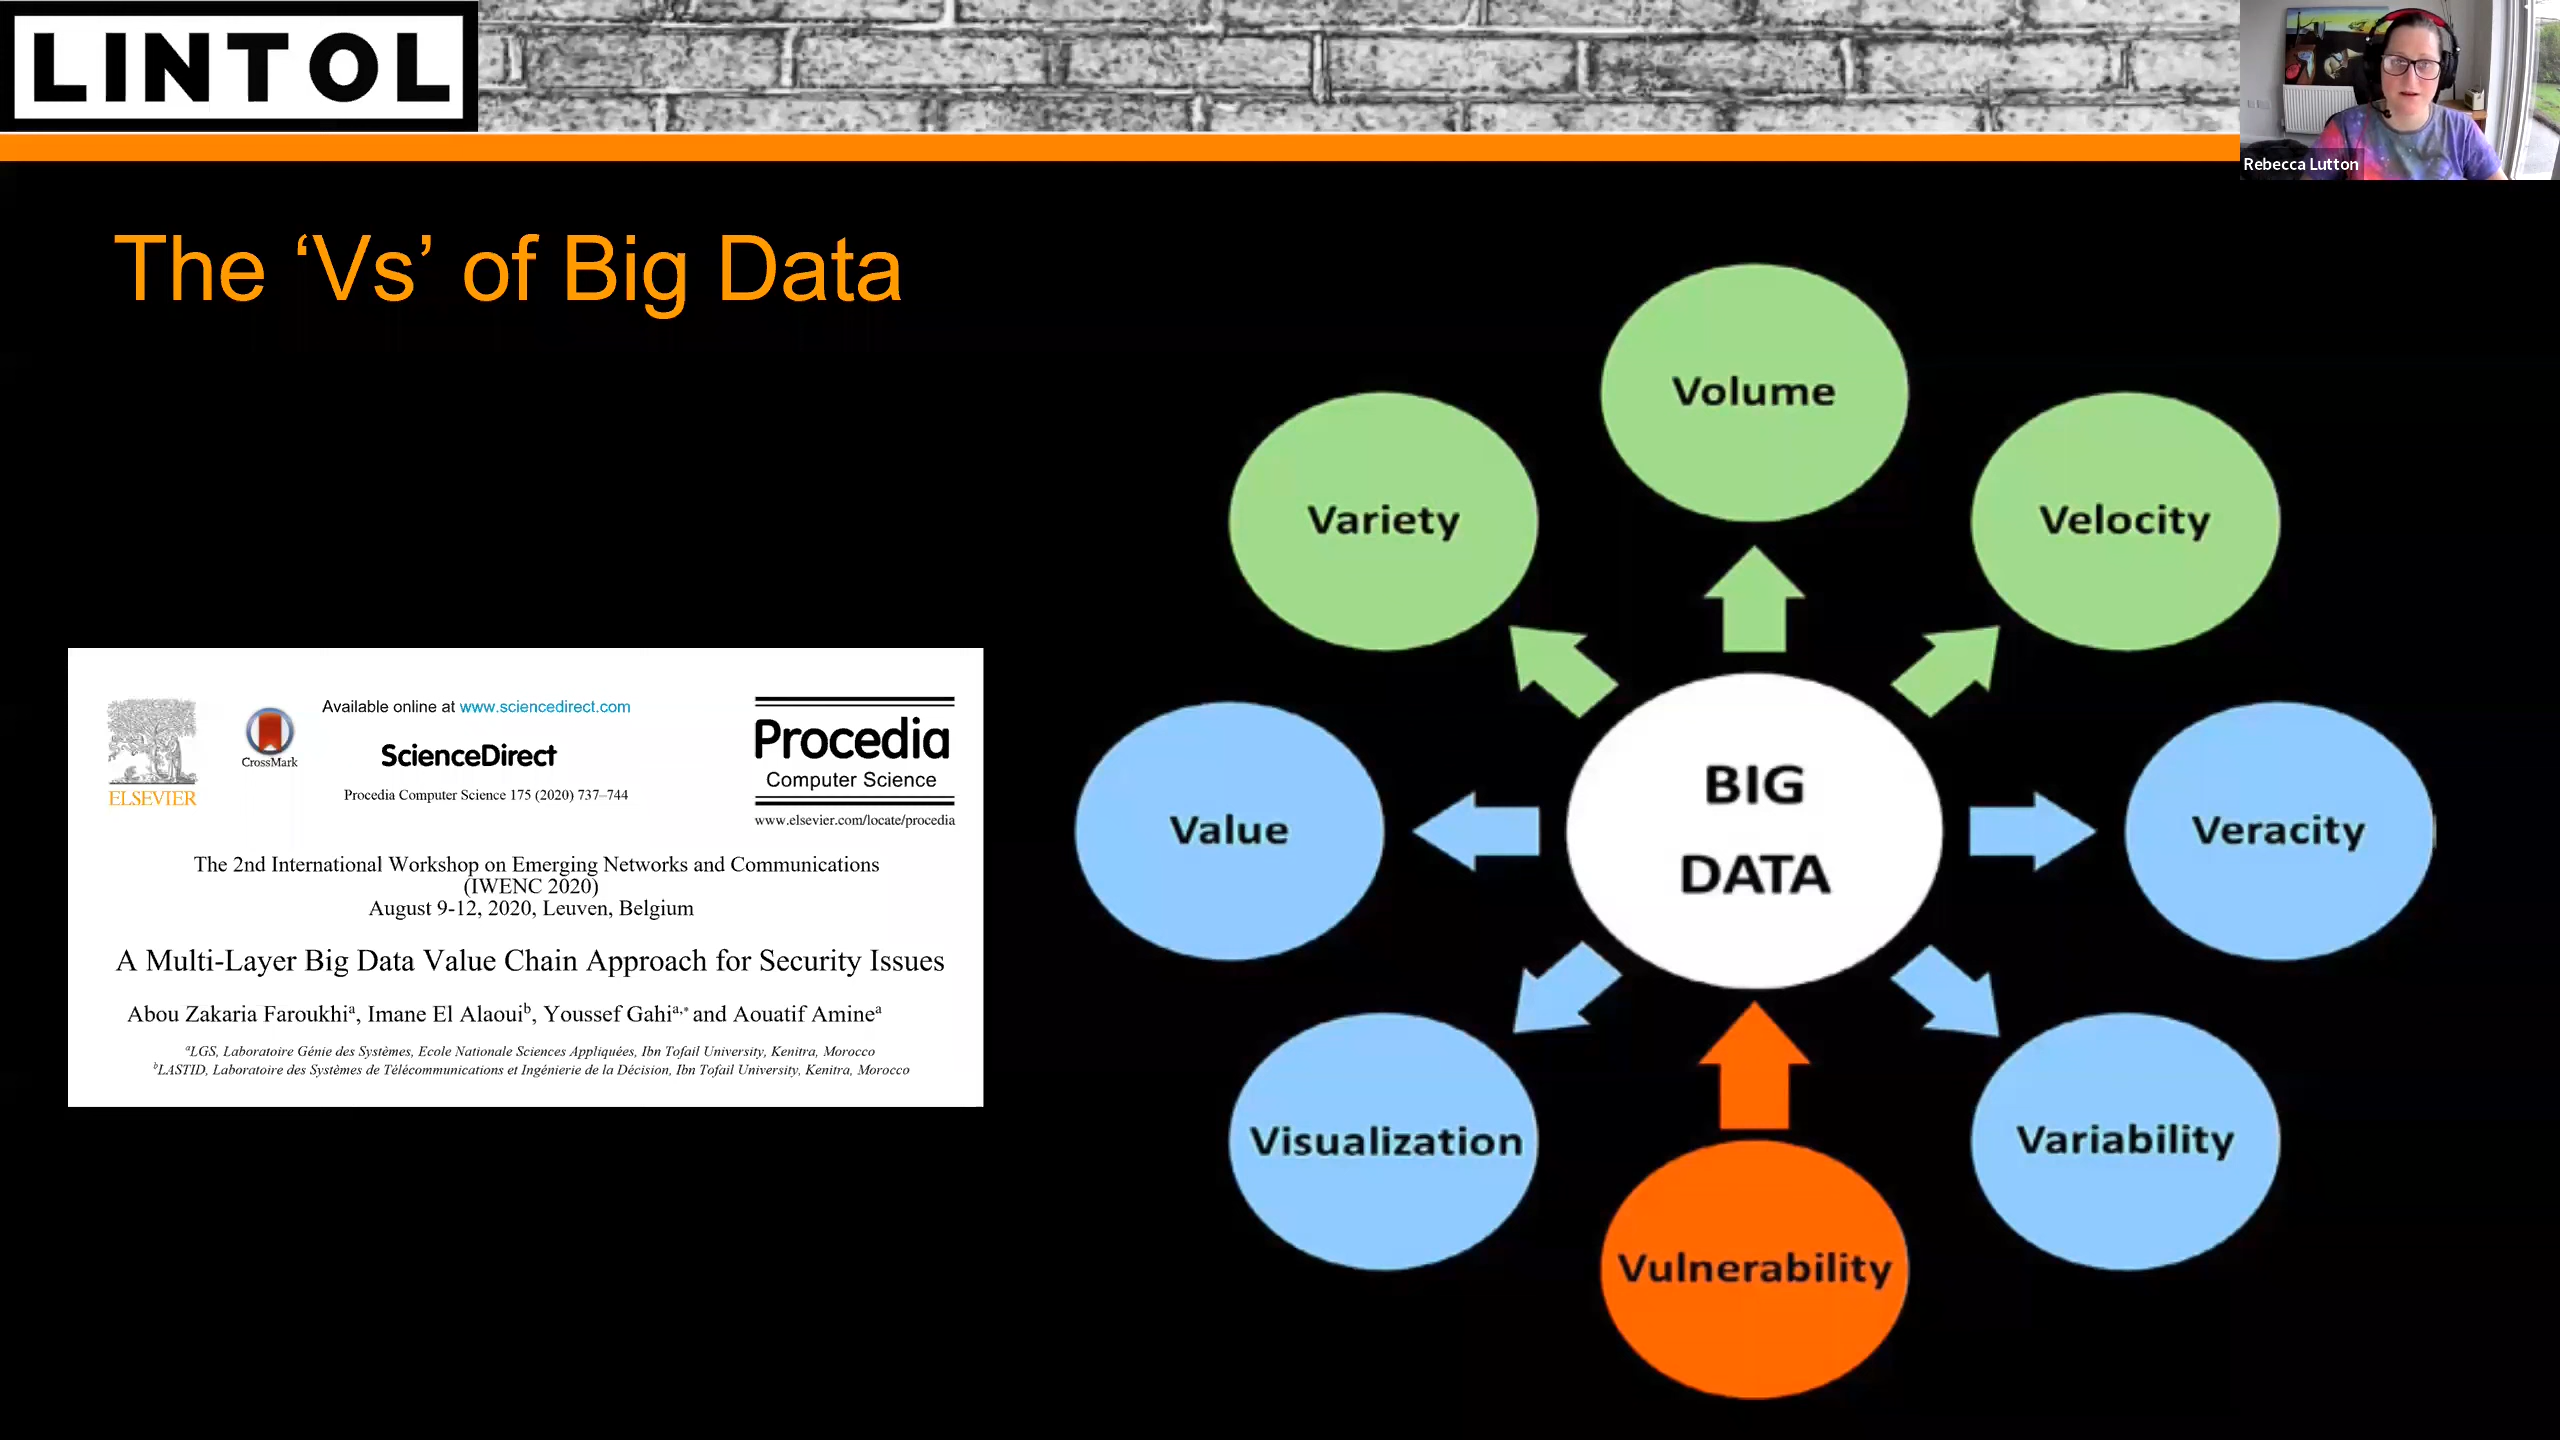 LINTOL
Rebecca Lutton
The ‘Vs’ of Big Data
Available online at www.sciencedirect.com
ScienceDirect
Procedia Computer Science 175 (2020) 737–744
ELSEVIER
CrossMark
Procedia
Computer Science
www.elsevier.com/locate/procedia
The 2nd International Workshop on Emerging Networks and Communications
(IWENC 2020)
August 9-12, 2020, Leuven, Belgium
A Multi-Layer Big Data Value Chain Approach for Security Issues
Abou Zakaria Faroukhiᵃ, Imane El Alaouiᵇ, Youssef Gahiᵃ,* and Aouatif Amineᵃ
ᵃLGS, Laboratoire Génie des Systèmes, Ecole Nationale Sciences Appliquées, Ibn Tofail University, Kenitra, Morocco
ᵇLASTID, Laboratoire des Systèmes de Télécommunications et Ingénierie de la Décision, Ibn Tofail University, Kenitra, Morocco
Volume
Variety
Velocity
Value
BIG
DATA
Veracity
Visualization
Variability
Vulnerability